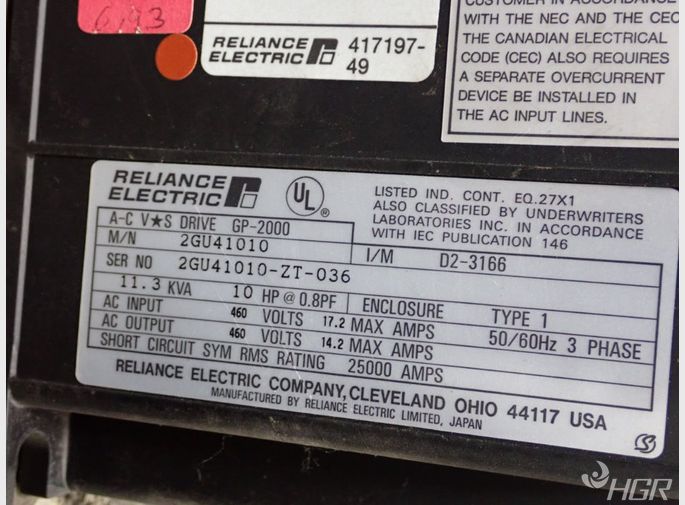 6,93
RELIANCE
ELECTRIC
417197-
49
CUSTOMER IN ACCORDANCE
WITH THE NEC AND THE CEC
THE CANADIAN ELECTRICAL
CODE (CEC) ALSO REQUIRES
A SEPARATE OVERCURRENT
DEVICE BE INSTALLED IN
THE AC INPUT LINES.
RELIANCE
ELECTRIC
UL ®
LISTED IND. CONT. EQ.27X1
ALSO CLASSIFIED BY UNDERWRITERS
LABORATORIES INC. IN ACCORDANCE
WITH IEC PUBLICATION 146
A-C V★S DRIVE GP-2000
M/N 2GU41010 I/M D2-3166
SER NO 2GU41010-ZT-036
11.3 KVA 10 HP @ 0.8PF ENCLOSURE TYPE 1
AC INPUT 460 VOLTS 17.2 MAX AMPS 50/60Hz 3 PHASE
AC OUTPUT 460 VOLTS 14.2 MAX AMPS
SHORT CIRCUIT SYM RMS RATING 25000 AMPS
RELIANCE ELECTRIC COMPANY, CLEVELAND OHIO 44117 USA
MANUFACTURED BY RELIANCE ELECTRIC LIMITED, JAPAN
HGR